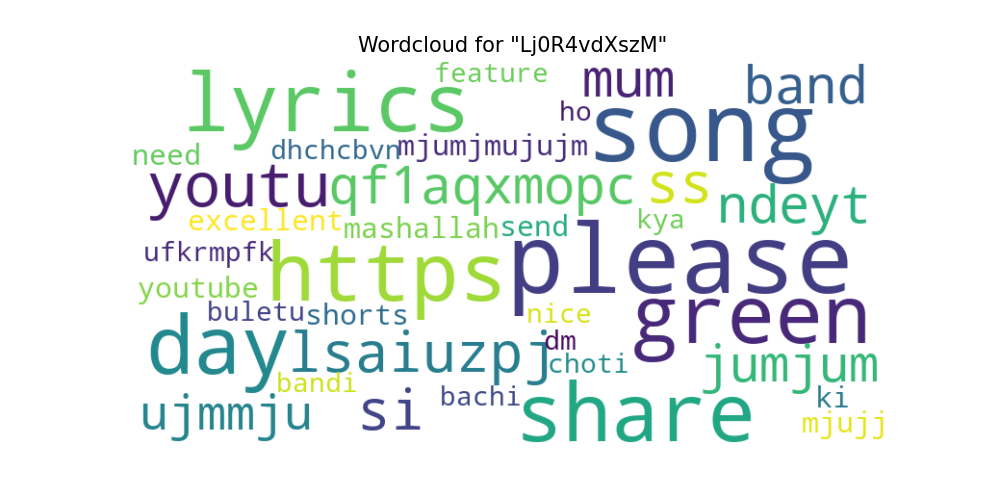 Wordcloud for "Lj0R4vdXszM"
lyrics feature mum band
ho song
need dhchcbvn mjumjmujujm
youtu qf1aqxmopc ss ndeyt
excellent mashallah send kya
ufkrmpfk https please
youtube buletu shorts nice green
day lsaiuzpj dm choti jumjum
bandi
ujmmju si bachi share ki mjujj